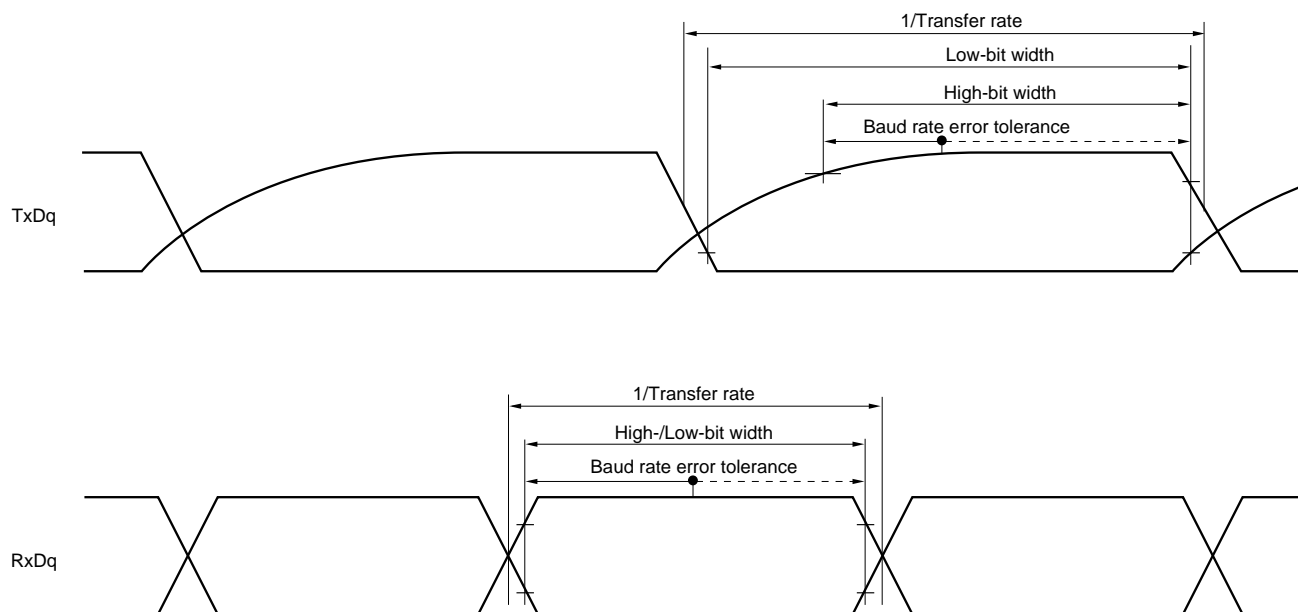 1/Transfer rate
Low-bit width
High-bit width
Baud rate error tolerance
TxDq
1/Transfer rate
High-/Low-bit width
Baud rate error tolerance
RxDq